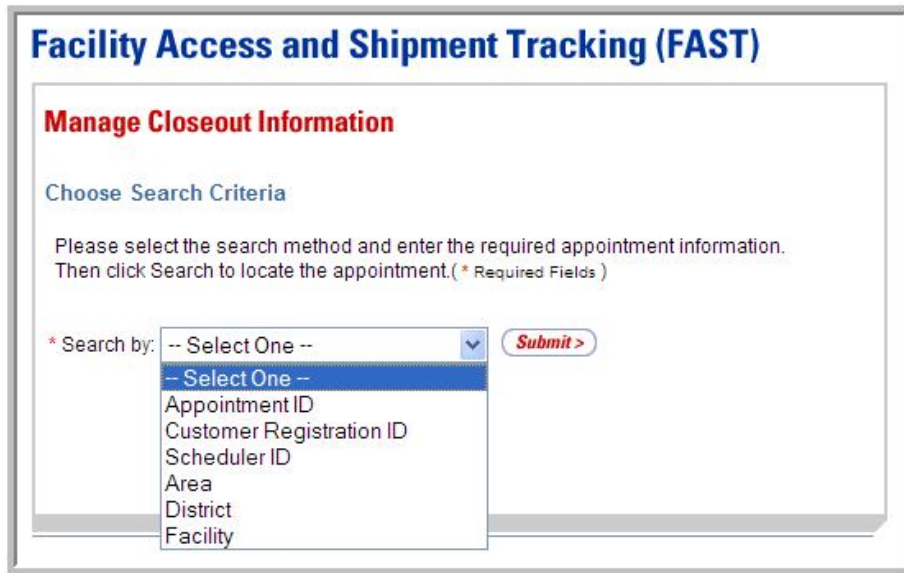 Facility Access and Shipment Tracking (FAST)
Manage Closeout Information
Choose Search Criteria
Please select the search method and enter the required appointment information.
Then click Search to locate the appointment.( * Required Fields )
* Search by: -- Select One -- Submit >
-- Select One --
Appointment ID
Customer Registration ID
Scheduler ID
Area
District
Facility